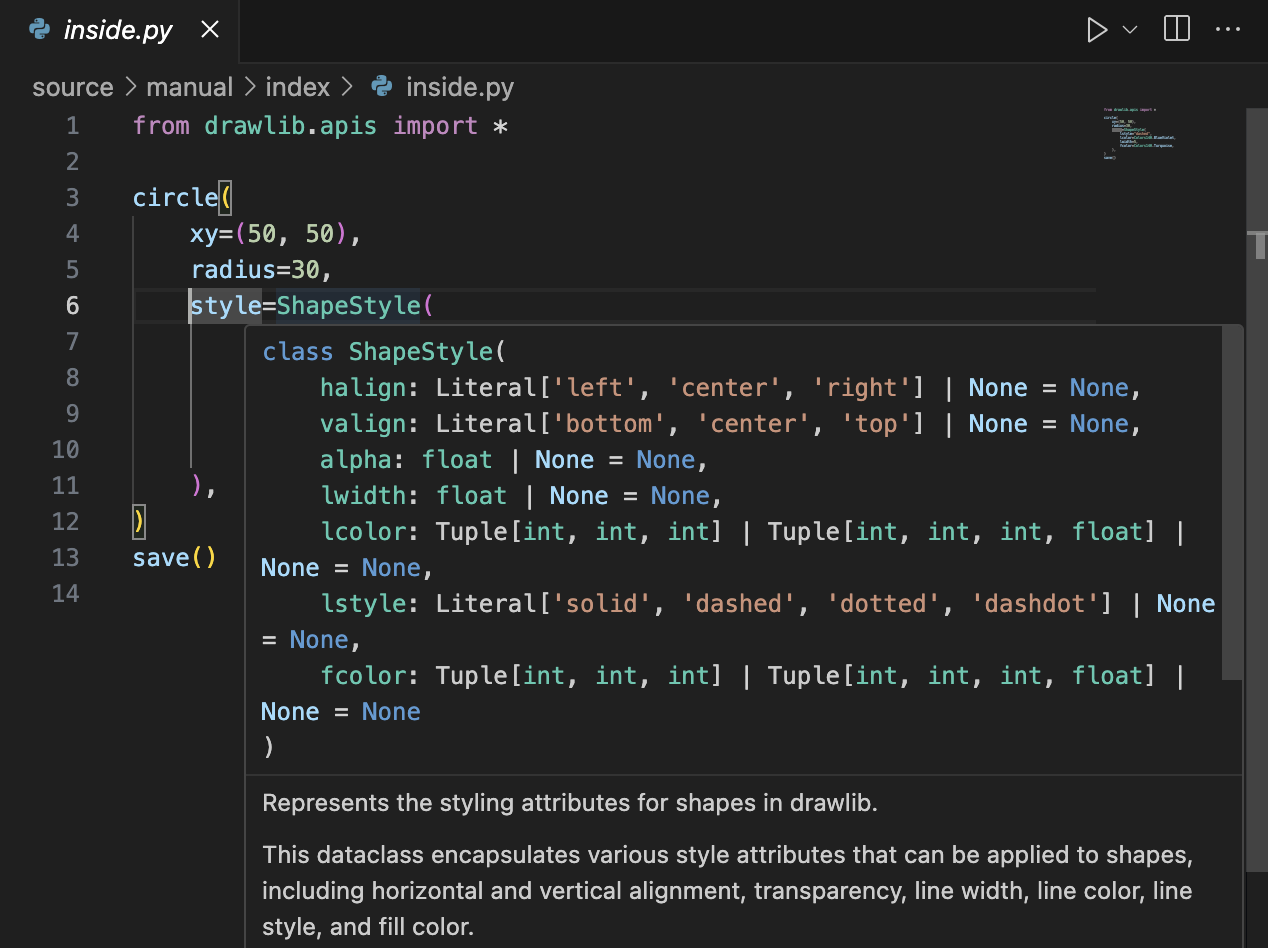 inside.py
source > manual > index > inside.py
1 from drawlib.apis import *
2
3 circle(
4     xy=(50, 50),
5     radius=30,
6     style=ShapeStyle(
7
8
9
10
11     ),
12 )
13 save()
14
class ShapeStyle(
    halign: Literal['left', 'center', 'right'] | None = None,
    valign: Literal['bottom', 'center', 'top'] | None = None,
    alpha: float | None = None,
    lwidth: float | None = None,
    lcolor: Tuple[int, int, int] | Tuple[int, int, int, float] |
None = None,
    lstyle: Literal['solid', 'dashed', 'dotted', 'dashdot'] | None
= None,
    fcolor: Tuple[int, int, int] | Tuple[int, int, int, float] |
None = None
)
Represents the styling attributes for shapes in drawlib.
This dataclass encapsulates various style attributes that can be applied to shapes,
including horizontal and vertical alignment, transparency, line width, line color, line
style, and fill color.